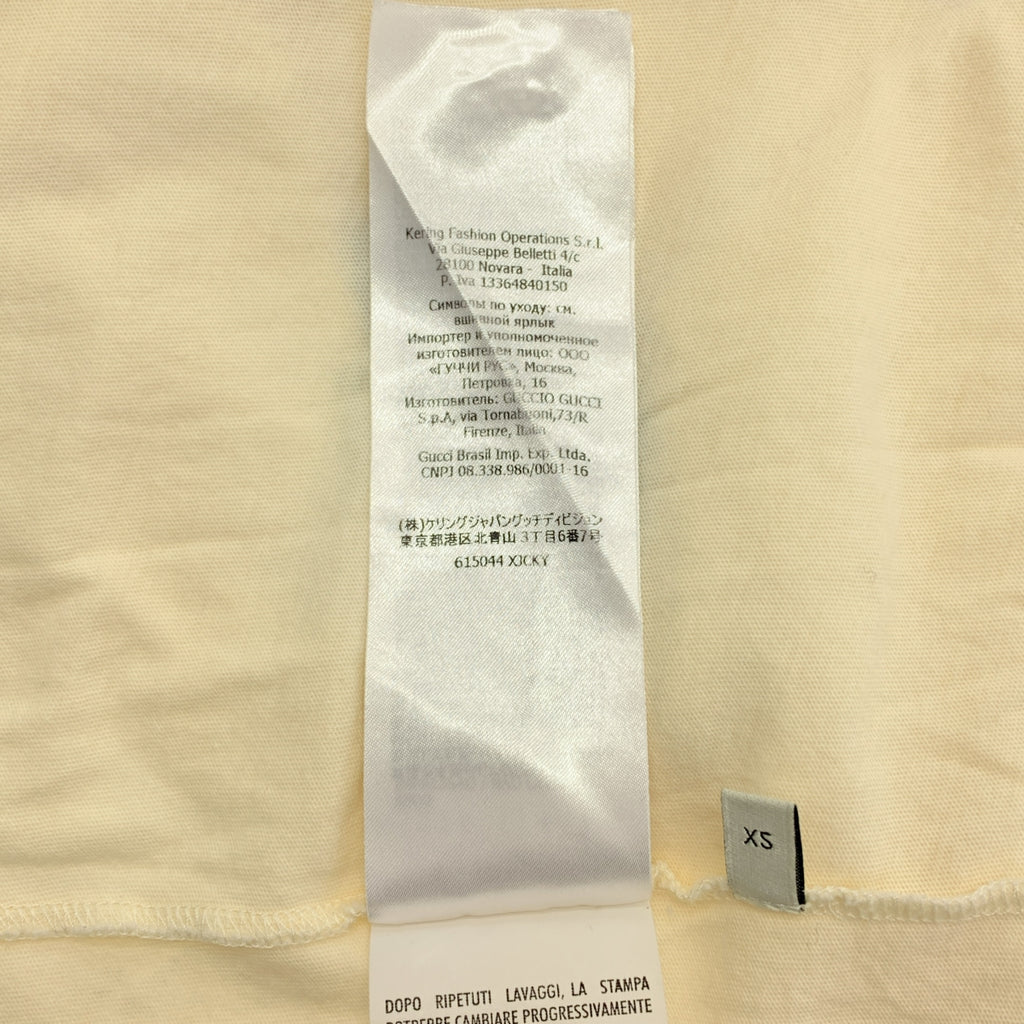 Kering Fashion Operations S.r.l.
Via Giuseppe Belletti 4/c
28100 Novara - Italia
P. Iva 13364840150
Символы по уходу: см.
вшивной ярлык
Импортер и уполномоченное
изготовителем лицо: ООО
«ГУЧЧИ РУС», Москва,
Петровка, 16
Изготовитель: GUCCIO GUCCI
S.p.A, via Tornabuoni,73/R
Firenze, Italia
Gucci Brasil Imp. Exp. Ltda.
CNPJ 08.338.986/0001-16
(株)ケリングジャパングッチディビジョン
東京都港区北青山 3丁目6番7号
615044 XJCKY
XS
DOPO RIPETUTI LAVAGGI, LA STAMPA
POTREBBE CAMBIARE PROGRESSIVAMENTE